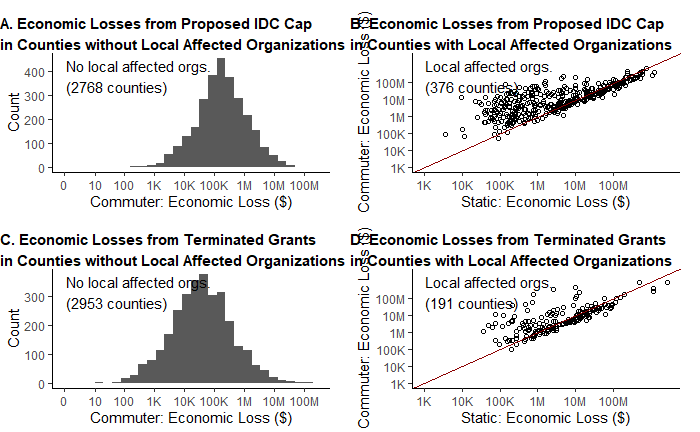 A. Economic Losses from Proposed IDC Cap
in Counties without Local Affected Organizations
No local affected orgs.
(2768 counties)
Count
400
300
200
100
0
0 10 100 1K 10K 100K 1M 10M 100M
Commuter: Economic Loss ($)
B. Economic Losses from Proposed IDC Cap
in Counties with Local Affected Organizations
Local affected orgs.
(376 counties)
Commuter: Economic Loss ($)
100M
10M
1M
100K
10K
1K
1K 10K 100K 1M 10M 100M
Static: Economic Loss ($)
C. Economic Losses from Terminated Grants
in Counties without Local Affected Organizations
No local affected orgs.
(2953 counties)
Count
300
200
100
0
0 10 100 1K 10K 100K 1M 10M 100M
Commuter: Economic Loss ($)
D. Economic Losses from Terminated Grants
in Counties with Local Affected Organizations
Local affected orgs.
(191 counties)
Commuter: Economic Loss ($)
100M
10M
1M
100K
10K
1K
1K 10K 100K 1M 10M 100M
Static: Economic Loss ($)